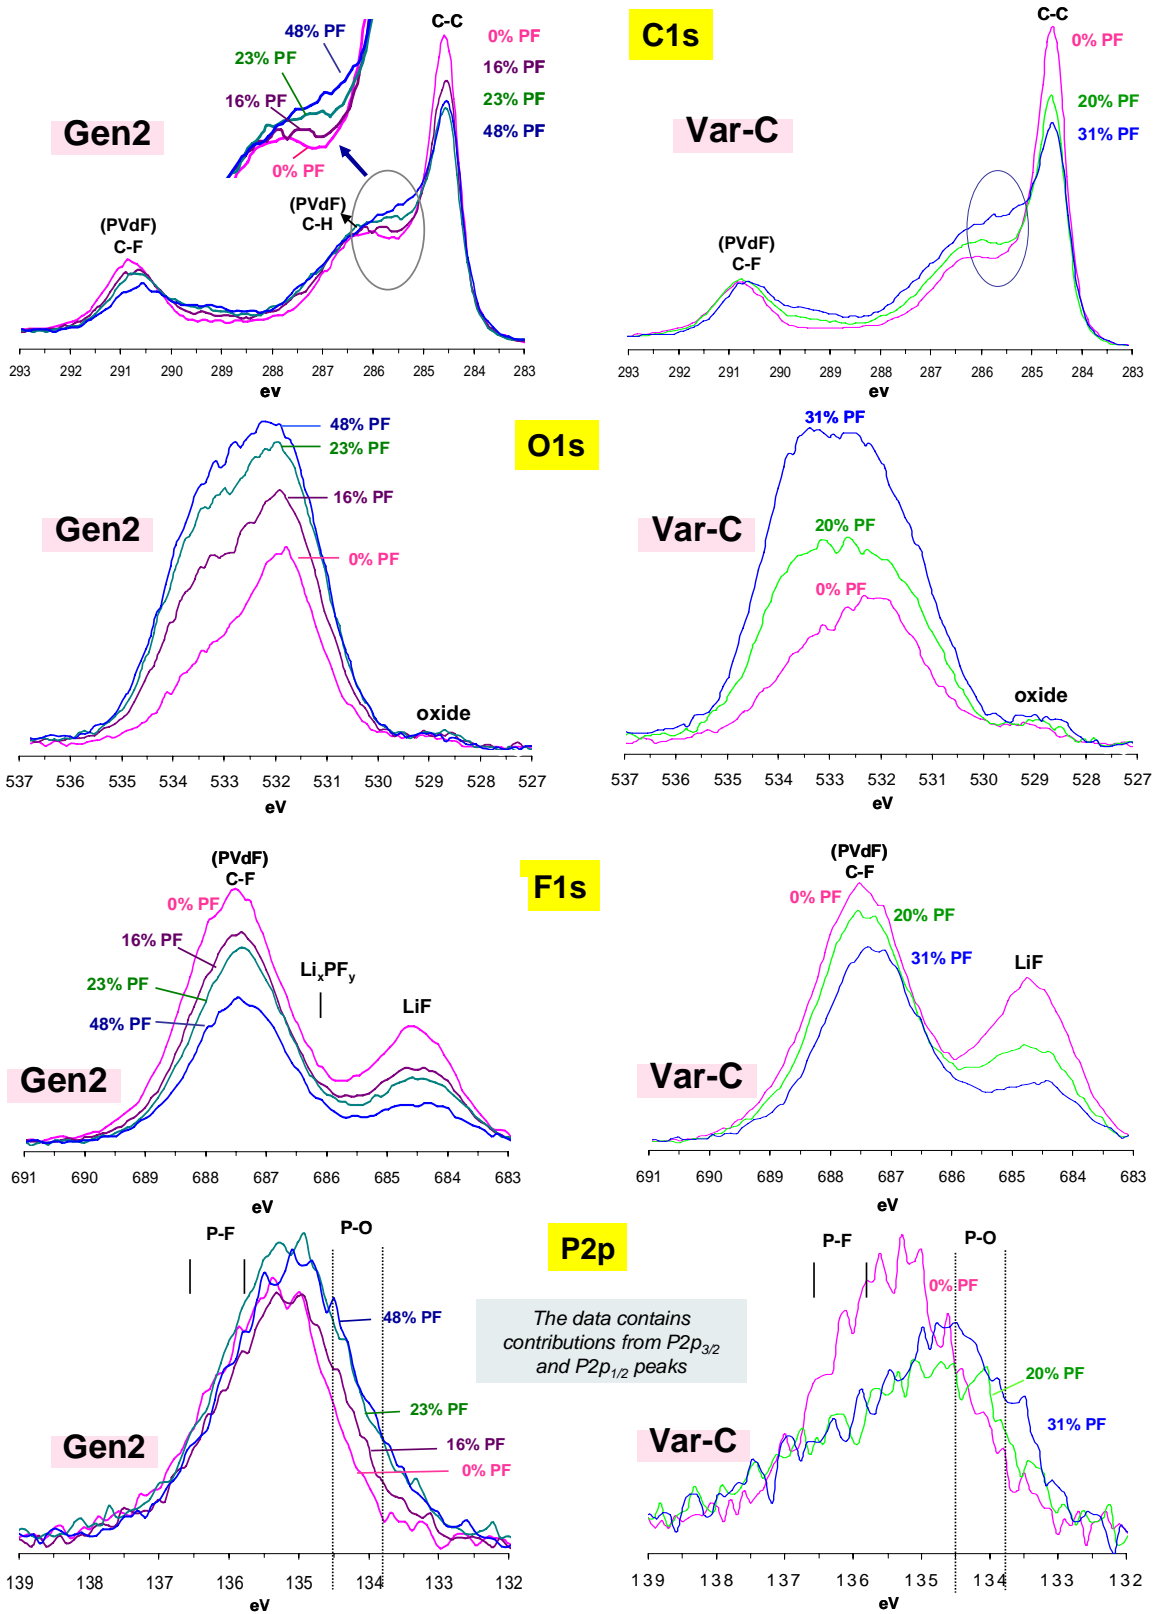 C1s
Gen2
48% PF
23% PF
16% PF
0% PF
C-C
0% PF
16% PF
23% PF
48% PF
(PVdF)
C-H
(PVdF)
C-F
293 292 291 290 289 288 287 286 285 284 283
ev
Var-C
C-C
0% PF
20% PF
31% PF
(PVdF)
C-F
293 292 291 290 289 288 287 286 285 284 283
ev
O1s
Gen2
48% PF
23% PF
16% PF
0% PF
oxide
537 535 534 533 532 531 530 529 528 527
eV
Var-C
31% PF
20% PF
0% PF
oxide
537 535 534 533 532 531 530 529 528 527
eV
F1s
(PVdF)
C-F
0% PF
16% PF
23% PF
48% PF
LixPFy
LiF
Gen2
691 690 689 688 687 686 685 684 683
eV
(PVdF)
C-F
0% PF
20% PF
31% PF
LiF
Var-C
691 690 689 688 687 686 685 684 683
eV
P2p
The data contains
contributions from P2p3/2
and P2p1/2 peaks
P-F
P-O
48% PF
23% PF
16% PF
0% PF
Gen2
139 138 137 136 135 134 133 132
eV
P-F
P-O
0% PF
20% PF
31% PF
Var-C
139 138 137 136 135 134 133 132
eV